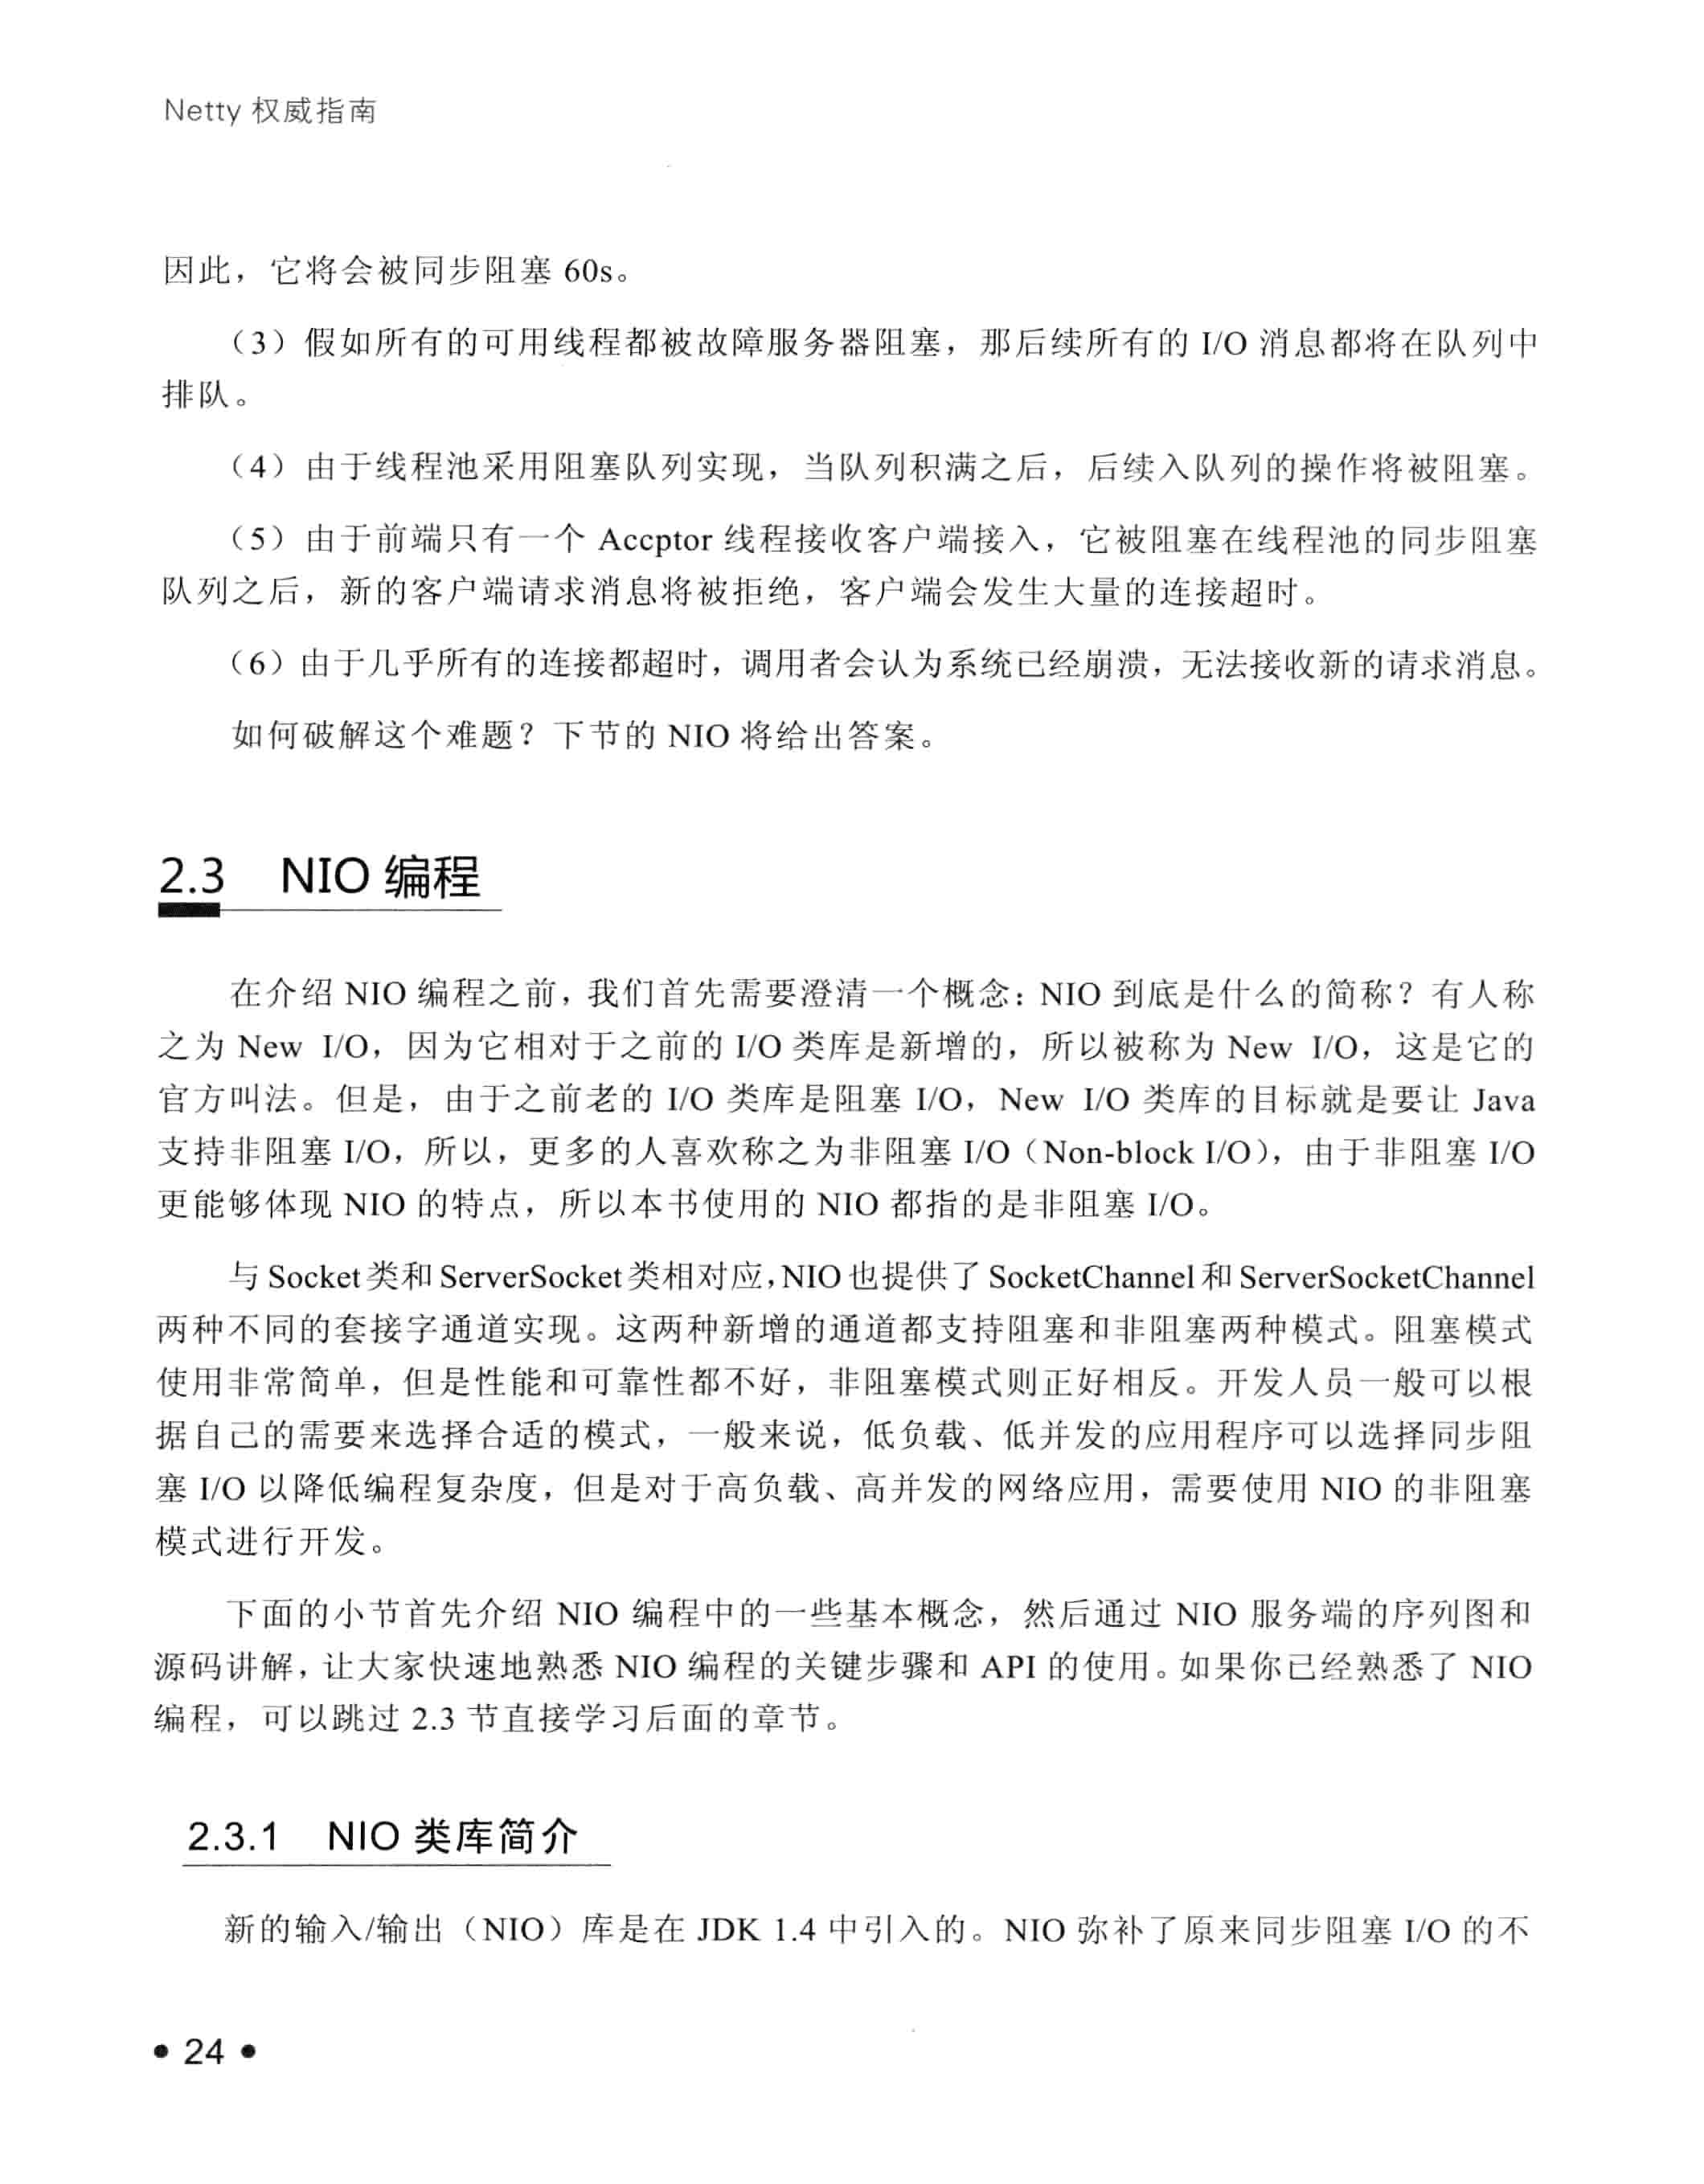 Netty 权威指南
因此，它将会被同步阻塞 60s。
（3）假如所有的可用线程都被故障服务器阻塞，那后续所有的 I/O 消息都将在队列中
排队。
（4）由于线程池采用阻塞队列实现，当队列积满之后，后续入队列的操作将被阻塞。
（5）由于前端只有一个 Accptor 线程接收客户端接入，它被阻塞在线程池的同步阻塞
队列之后，新的客户端请求消息将被拒绝，客户端会发生大量的连接超时。
（6）由于几乎所有的连接都超时，调用者会认为系统已经崩溃，无法接收新的请求消息。
如何破解这个难题？下节的 NIO 将给出答案。
2.3 NIO 编程
在介绍 NIO 编程之前，我们首先需要澄清一个概念：NIO 到底是什么的简称？有人称
之为 New I/O，因为它相对于之前的 I/O 类库是新增的，所以被称为 New I/O，这是它的
官方叫法。但是，由于之前老的 I/O 类库是阻塞 I/O，New I/O 类库的目标就是要让 Java
支持非阻塞 I/O，所以，更多的人喜欢称之为非阻塞 I/O（Non-block I/O），由于非阻塞 I/O
更能够体现 NIO 的特点，所以本书使用的 NIO 都指的是非阻塞 I/O。
与 Socket 类和 ServerSocket 类相对应，NIO 也提供了 SocketChannel 和 ServerSocketChannel
两种不同的套接字通道实现。这两种新增的通道都支持阻塞和非阻塞两种模式。阻塞模式
使用非常简单，但是性能和可靠性都不好，非阻塞模式则正好相反。开发人员一般可以根
据自己的需要来选择合适的模式，一般来说，低负载、低并发的应用程序可以选择同步阻
塞 I/O 以降低编程复杂度，但是对于高负载、高并发的网络应用，需要使用 NIO 的非阻塞
模式进行开发。
下面的小节首先介绍 NIO 编程中的一些基本概念，然后通过 NIO 服务端的序列图和
源码讲解，让大家快速地熟悉 NIO 编程的关键步骤和 API 的使用。如果你已经熟悉了 NIO
编程，可以跳过 2.3 节直接学习后面的章节。
2.3.1 NIO 类库简介
新的输入/输出（NIO）库是在 JDK 1.4 中引入的。NIO 弥补了原来同步阻塞 I/O 的不
• 24 •